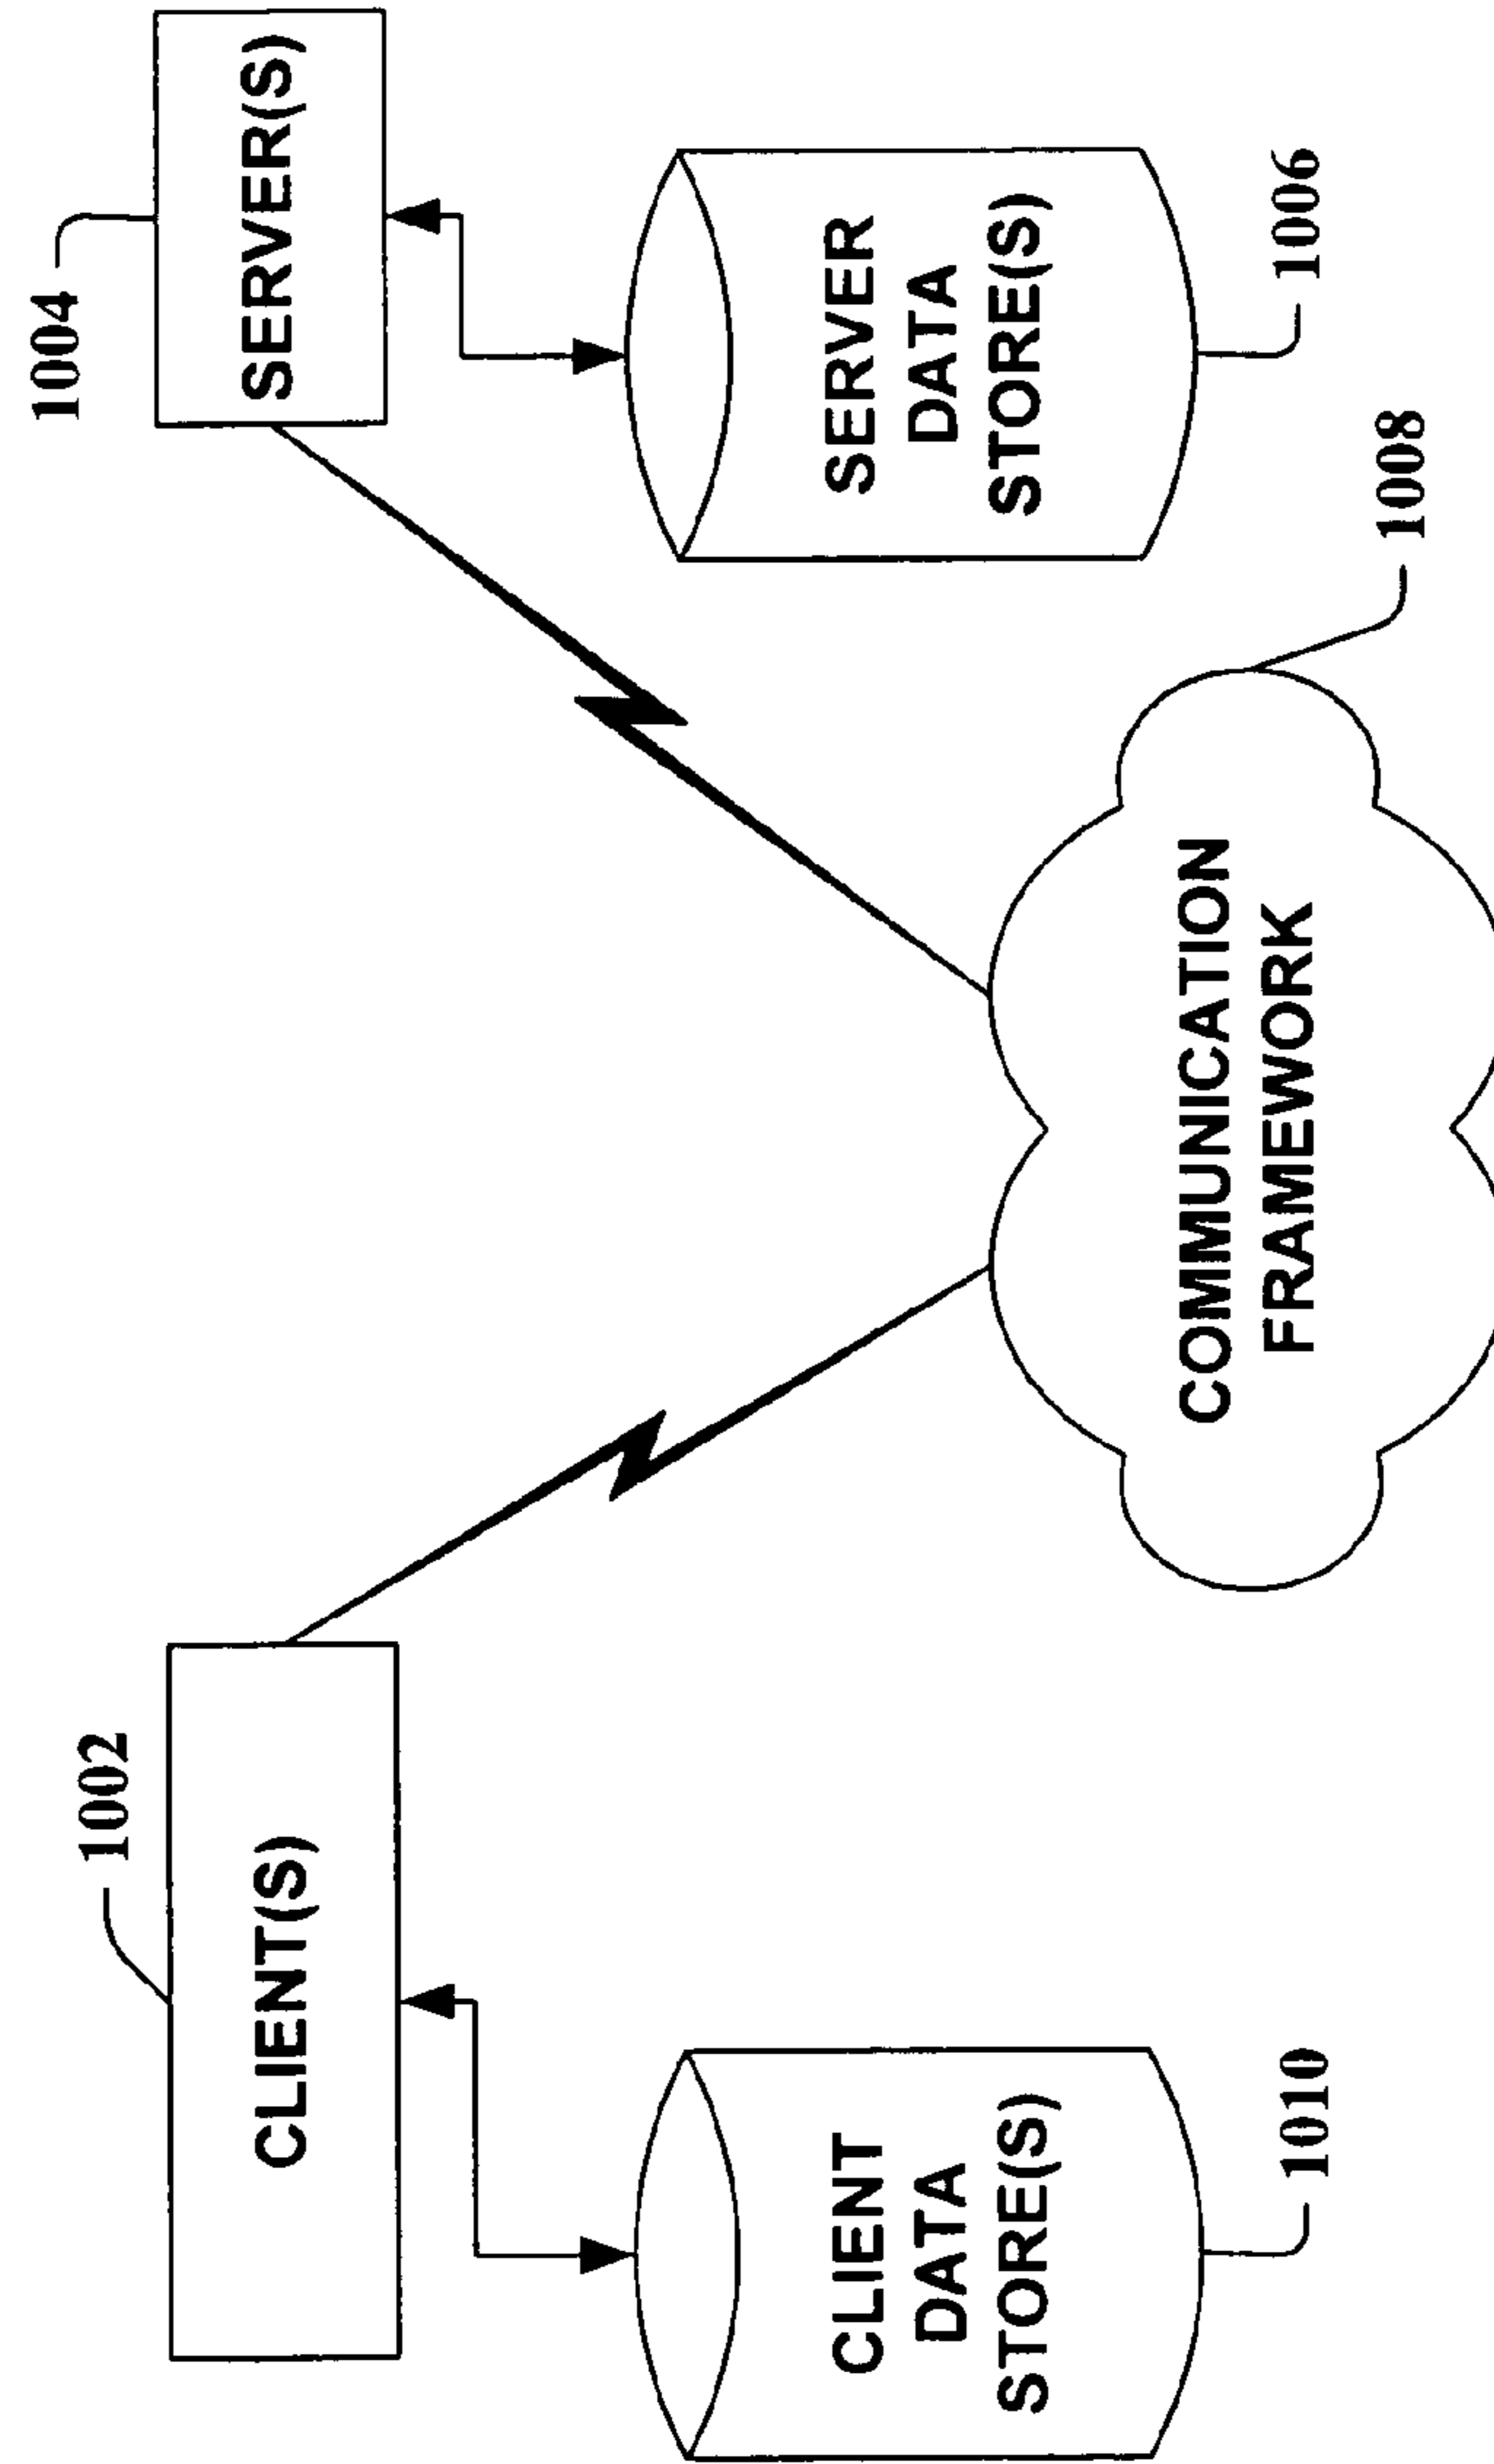 1002
CLIENT(S)
1004
SERVER(S)
CLIENT
DATA
STORE(S)
1010
SERVER
DATA
STORE(S)
1006
COMMUNICATION
FRAMEWORK
1008